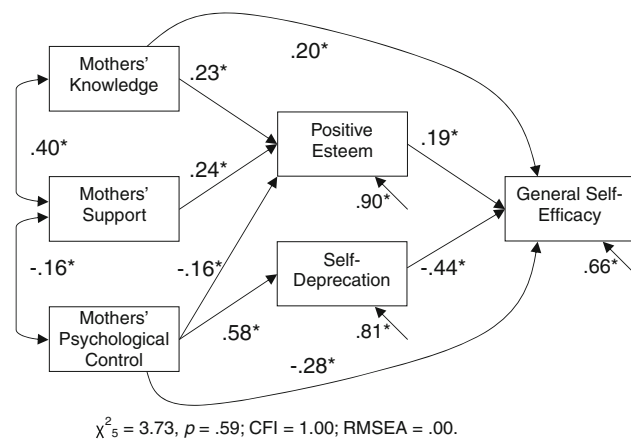 Mothers'
Knowledge
.20*
.23*
Positive
Esteem
.19*
.40*
.24*
Mothers'
Support
General Self-
Efficacy
.90*
Self-
Deprecation
-.16*
-.16*
-.44*
.66*
Mothers'
Psychological
Control
.58*
.81*
-.28*
χ²₅ = 3.73, p = .59; CFI = 1.00; RMSEA = .00.